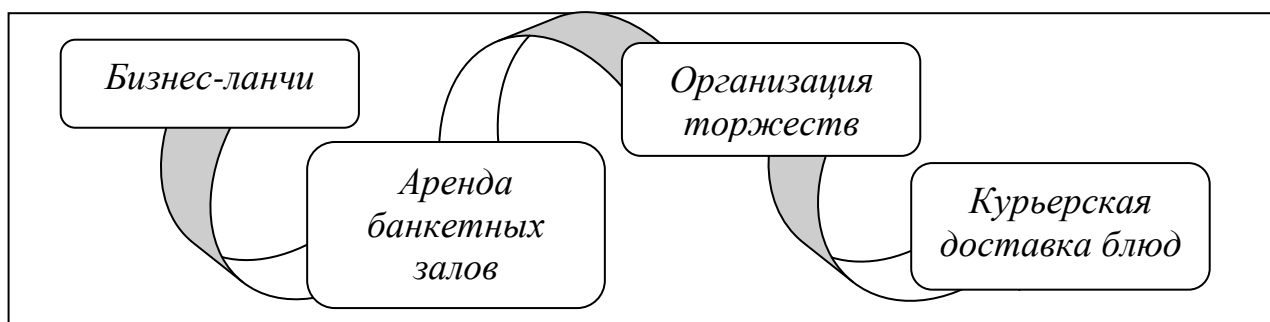 Бизнес-ланчи
Аренда
банкетных
залов
Организация
торжеств
Курьерская
доставка блюд